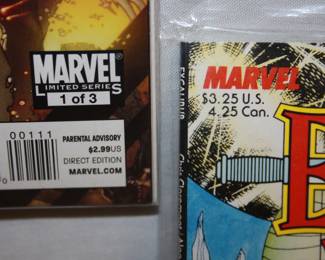 MARVEL
LIMITED SERIES
1 of 3
00111
PARENTAL ADVISORY
$2.99US
DIRECT EDITION
MARVEL.COM
MARVEL
$3.25 U.S.
4.25 Can.
EXCALIBUR
E